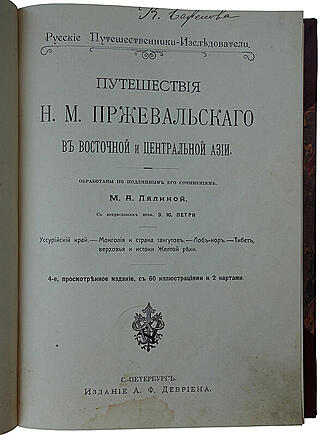 Русскіе Путешественники-Изслѣдователи.
ПУТЕШЕСТВІЯ
Н. М. ПРЖЕВАЛЬСКАГО
ВЪ ВОСТОЧНОЙ и ЦЕНТРАЛЬНОЙ АЗІИ.
ОБРАБОТАНЫ ПО ПОДЛИННЫМЪ ЕГО СОЧИНЕНІЯМЪ
М. А. Лялиной,
Съ предисловіемъ проф. Э. Ю. ПЕТРИ
Уссурійскій край.—Монголія и страна тангутовъ.—Лобъ-норъ.—Тибетъ,
верховья и истоки Желтой рѣки.
4-е, просмотрѣнное изданіе, съ 60 иллюстраціями и 2 картами.
С.-ПЕТЕРБУРГЪ.
Изданіе А. Ф. ДЕВРІЕНА.